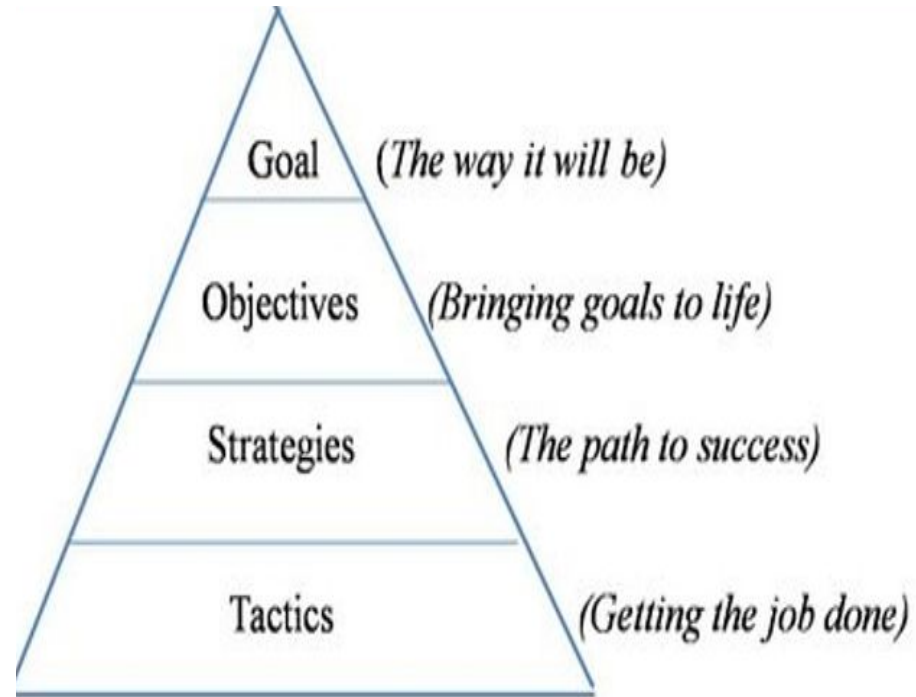 Goal (The way it will be)
Objectives (Bringing goals to life)
Strategies (The path to success)
Tactics (Getting the job done)